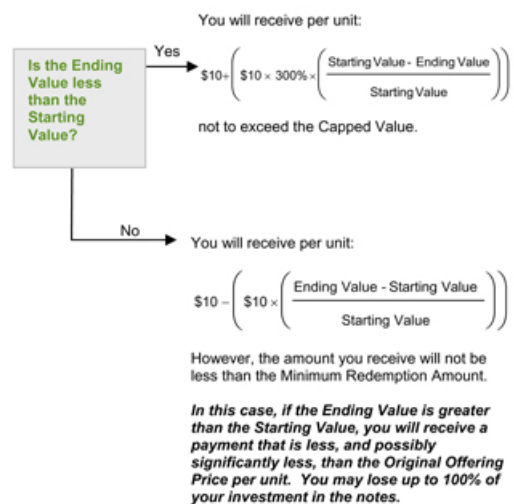 You will receive per unit:
Yes
Is the Ending
Value less
than the
Starting
Value?
$10+($10 × 300% ×(Starting Value - Ending Value
Starting Value))
not to exceed the Capped Value.
No
You will receive per unit:
$10 −($10 ×(Ending Value - Starting Value
Starting Value))
However, the amount you receive will not be
less than the Minimum Redemption Amount.
In this case, if the Ending Value is greater
than the Starting Value, you will receive a
payment that is less, and possibly
significantly less, than the Original Offering
Price per unit. You may lose up to 100% of
your investment in the notes.